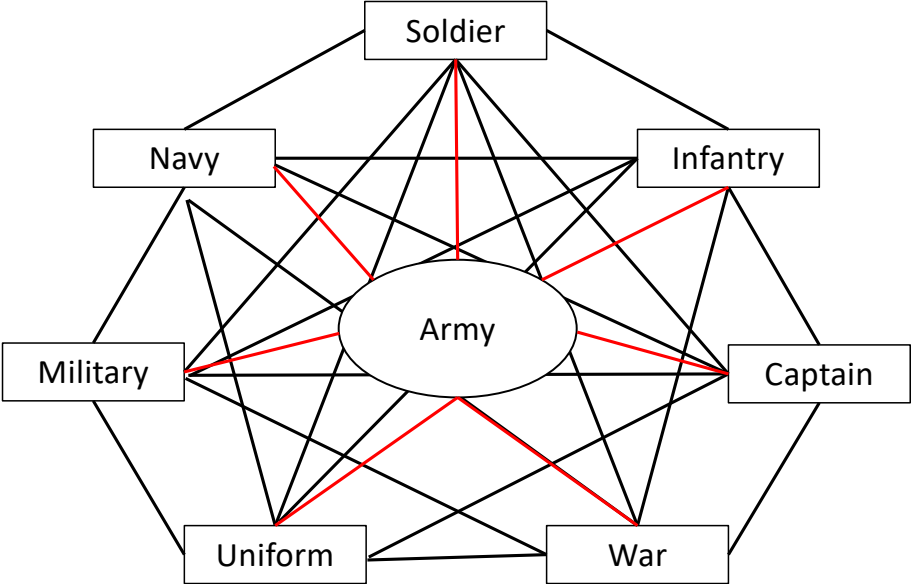 Soldier
Navy
Infantry
Army
Military
Captain
Uniform
War